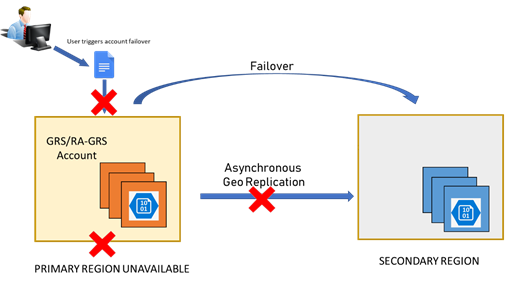 User triggers account failover
Failover
GRS/RA-GRS
Account
Asynchronous
Geo Replication
10
01
10
01
PRIMARY REGION UNAVAILABLE
SECONDARY REGION